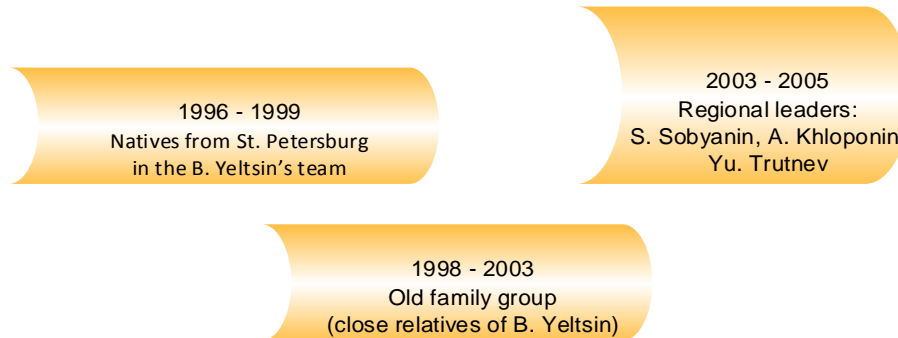 1996 - 1999
Natives from St. Petersburg
in the B. Yeltsin's team
2003 - 2005
Regional leaders:
S. Sobyanin, A. Khloponin
Yu. Trutnev
1998 - 2003
Old family group
(close relatives of B. Yeltsin)